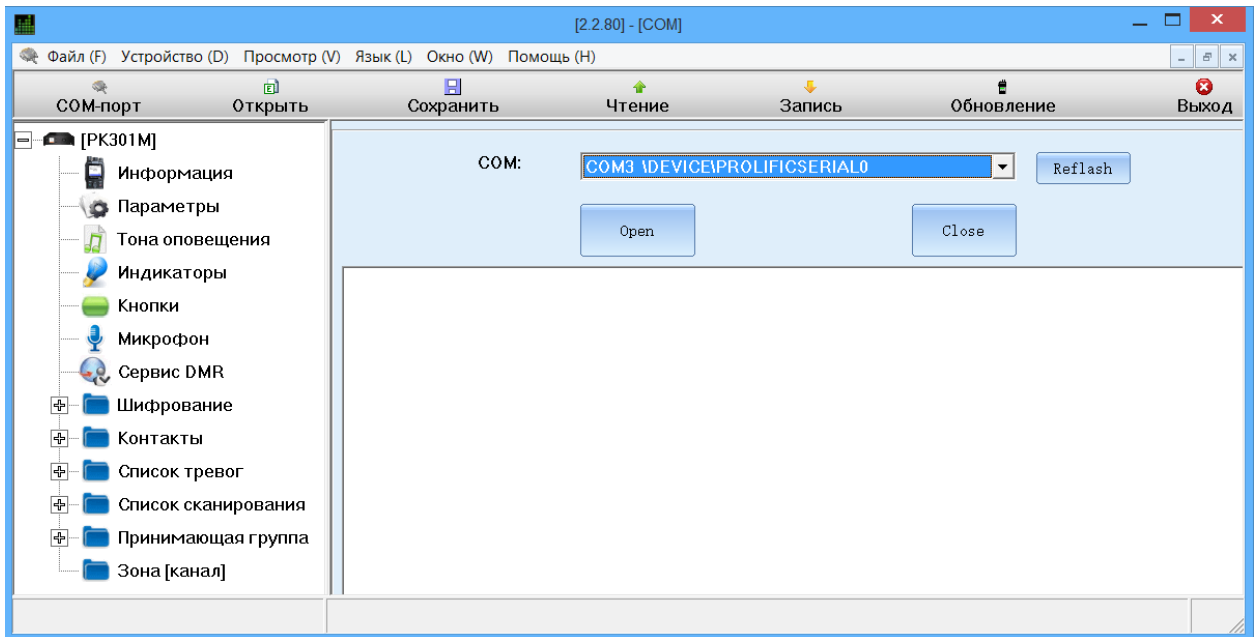 [2.2.80] - [COM]
Файл (F) Устройство (D) Просмотр (V) Язык (L) Окно (W) Помощь (H)
COM-порт Открыть Сохранить Чтение Запись Обновление Выход
[РК301М]
Информация
Параметры
Тона оповещения
Индикаторы
Кнопки
Микрофон
Сервис DMR
Шифрование
Контакты
Список тревог
Список сканирования
Принимающая группа
Зона [канал]
COM: COM3 \DEVICE\PROLIFICSERIAL0 Reflash
Open Close